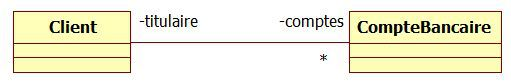 Client
-titulaire
-comptes
CompteBancaire
*